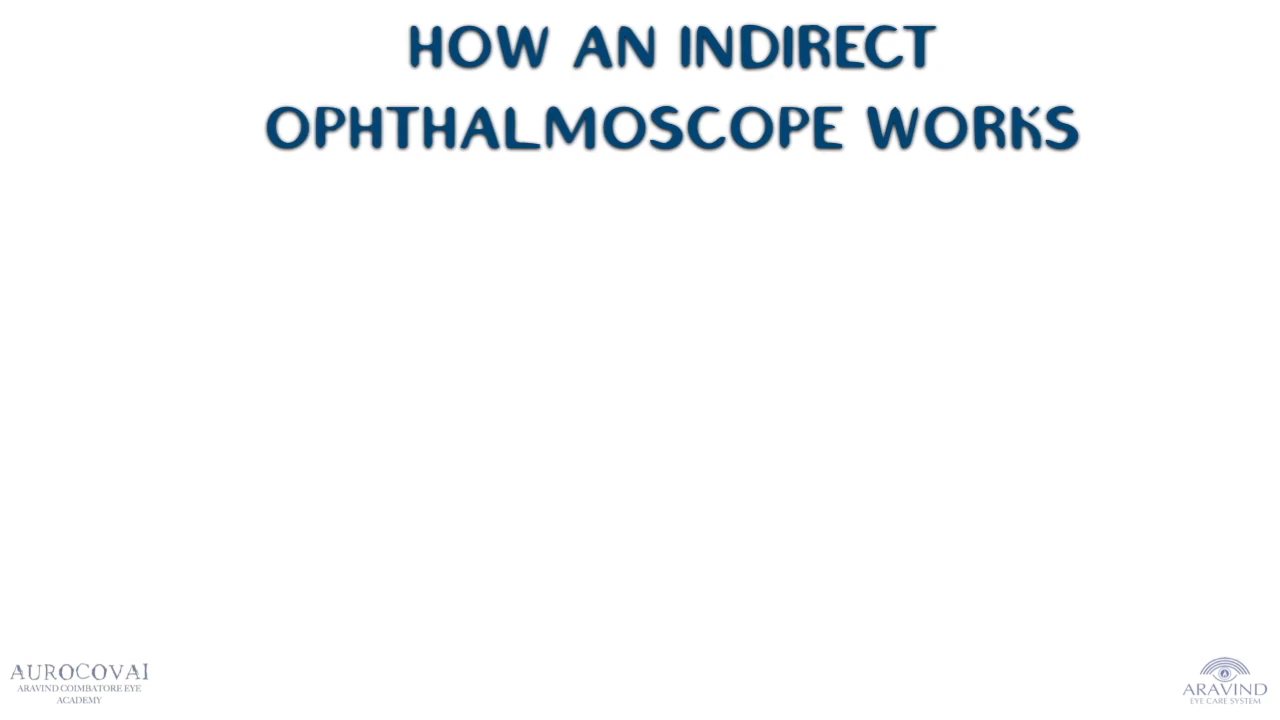 HOW AN INDIRECT
OPHTHALMOSCOPE WORKS
AUROCOVAI
ARAVIND COIMBATORE EYE
ACADEMY
ARAVIND
EYE CARE SYSTEM